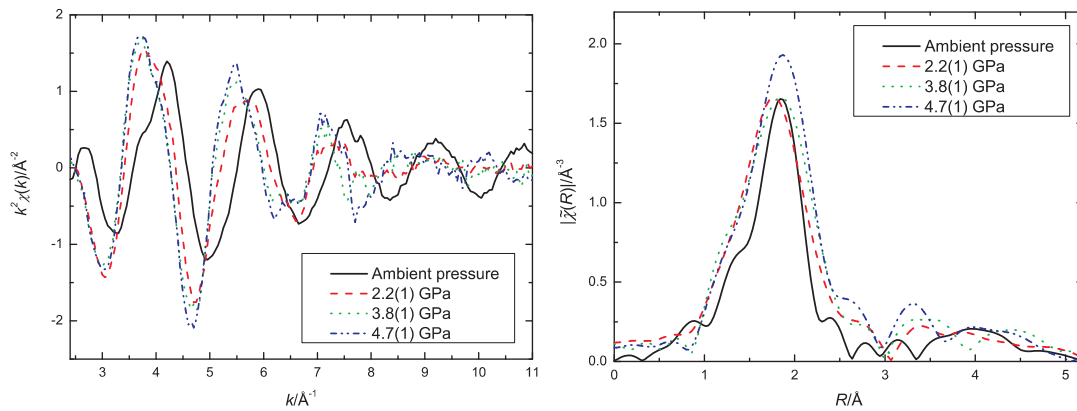 2
1
0
-1
-2
k²χ(k)/Å⁻²
3 4 5 6 7 8 9 10 11
k/Å⁻¹
Ambient pressure
2.2(1) GPa
3.8(1) GPa
4.7(1) GPa
2.0
1.5
1.0
0.5
0.0
|χ̃(R)|/Å⁻³
0 1 2 3 4 5
R/Å
Ambient pressure
2.2(1) GPa
3.8(1) GPa
4.7(1) GPa